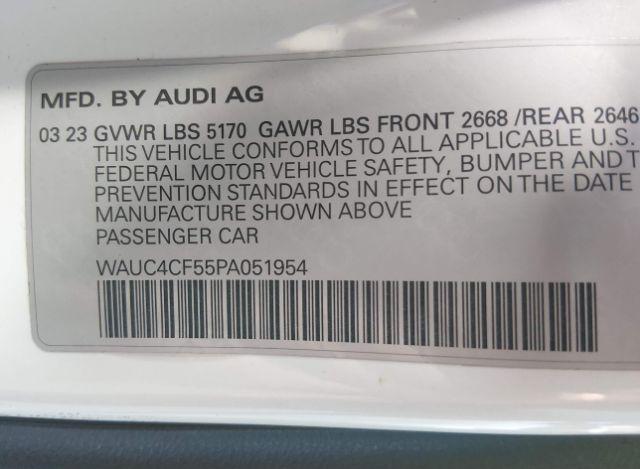 MFD. BY AUDI AG
03 23 GVWR LBS 5170 GAWR LBS FRONT 2668 /REAR 2646
THIS VEHICLE CONFORMS TO ALL APPLICABLE U.S.
FEDERAL MOTOR VEHICLE SAFETY, BUMPER AND T
PREVENTION STANDARDS IN EFFECT ON THE DATE
MANUFACTURE SHOWN ABOVE
PASSENGER CAR
WAUC4CF55PA051954